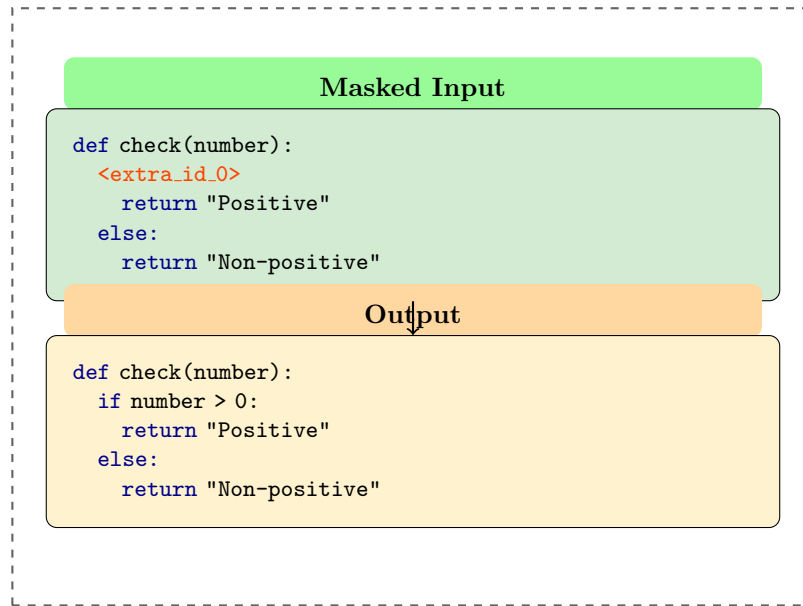 Masked Input
def check(number):
  <extra_id_0>
    return "Positive"
  else:
    return "Non-positive"
Output
def check(number):
  if number > 0:
    return "Positive"
  else:
    return "Non-positive"